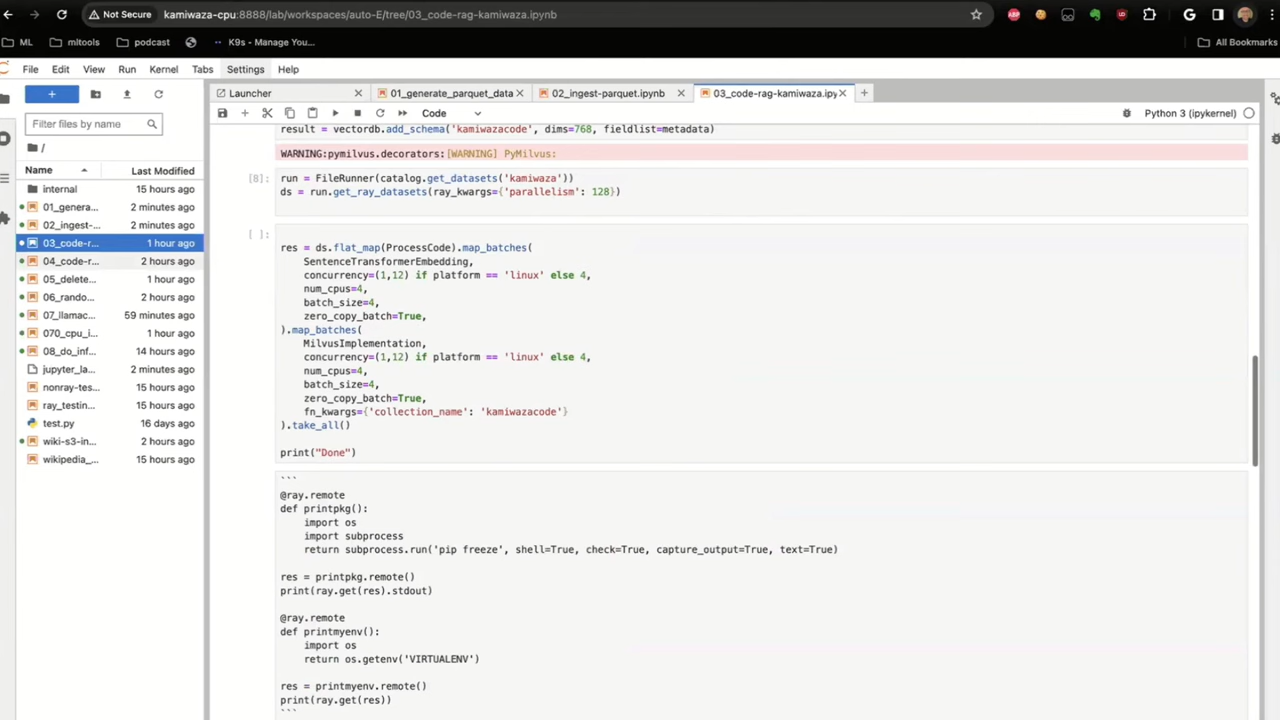 Not Secure kamiwaza-cpu:8888/lab/workspaces/auto-E/tree/03_code-rag-kamiwaza.ipynb
ML mltools podcast K9s - Manage You... All Bookmarks
File Edit View Run Kernel Tabs Settings Help
Launcher 01_generate_parquet_data 02_ingest-parquet.ipynb 03_code-rag-kamiwaza.ipy
Filter files by name
Code Python 3 (ipykernel)
/
Name Last Modified
internal 15 hours ago
01_genera... 2 minutes ago
02_ingest-... 2 minutes ago
03_code-r... 1 hour ago
04_code-r... 2 hours ago
05_delete... 1 hour ago
06_rando... 2 hours ago
07_llamac... 59 minutes ago
070_cpu_i... 1 hour ago
08_do_inf... 14 hours ago
jupyter_la... 2 minutes ago
nonray-tes... 15 hours ago
ray_testin... 15 hours ago
test.py 16 days ago
wiki-s3-in... 2 hours ago
wikipedia_... 15 hours ago
result = vectordb.add_schema('kamiwazacode', dims=768, fieldlist=metadata)
WARNING:pymilvus.decorators:[WARNING] PyMilvus:
[8]: run = FileRunner(catalog.get_datasets('kamiwaza'))
ds = run.get_ray_datasets(ray_kwargs={'parallelism': 128})
[ ]:
res = ds.flat_map(ProcessCode).map_batches(
SentenceTransformerEmbedding,
concurrency=(1,12) if platform == 'linux' else 4,
num_cpus=4,
batch_size=4,
zero_copy_batch=True,
).map_batches(
MilvusImplementation,
concurrency=(1,12) if platform == 'linux' else 4,
num_cpus=4,
batch_size=4,
zero_copy_batch=True,
fn_kwargs={'collection_name': 'kamiwazacode'}
).take_all()
print("Done")
```
@ray.remote
def printpkg():
import os
import subprocess
return subprocess.run('pip freeze', shell=True, check=True, capture_output=True, text=True)
res = printpkg.remote()
print(ray.get(res).stdout)
@ray.remote
def printmyenv():
import os
return os.getenv('VIRTUALENV')
res = printmyenv.remote()
print(ray.get(res))
```